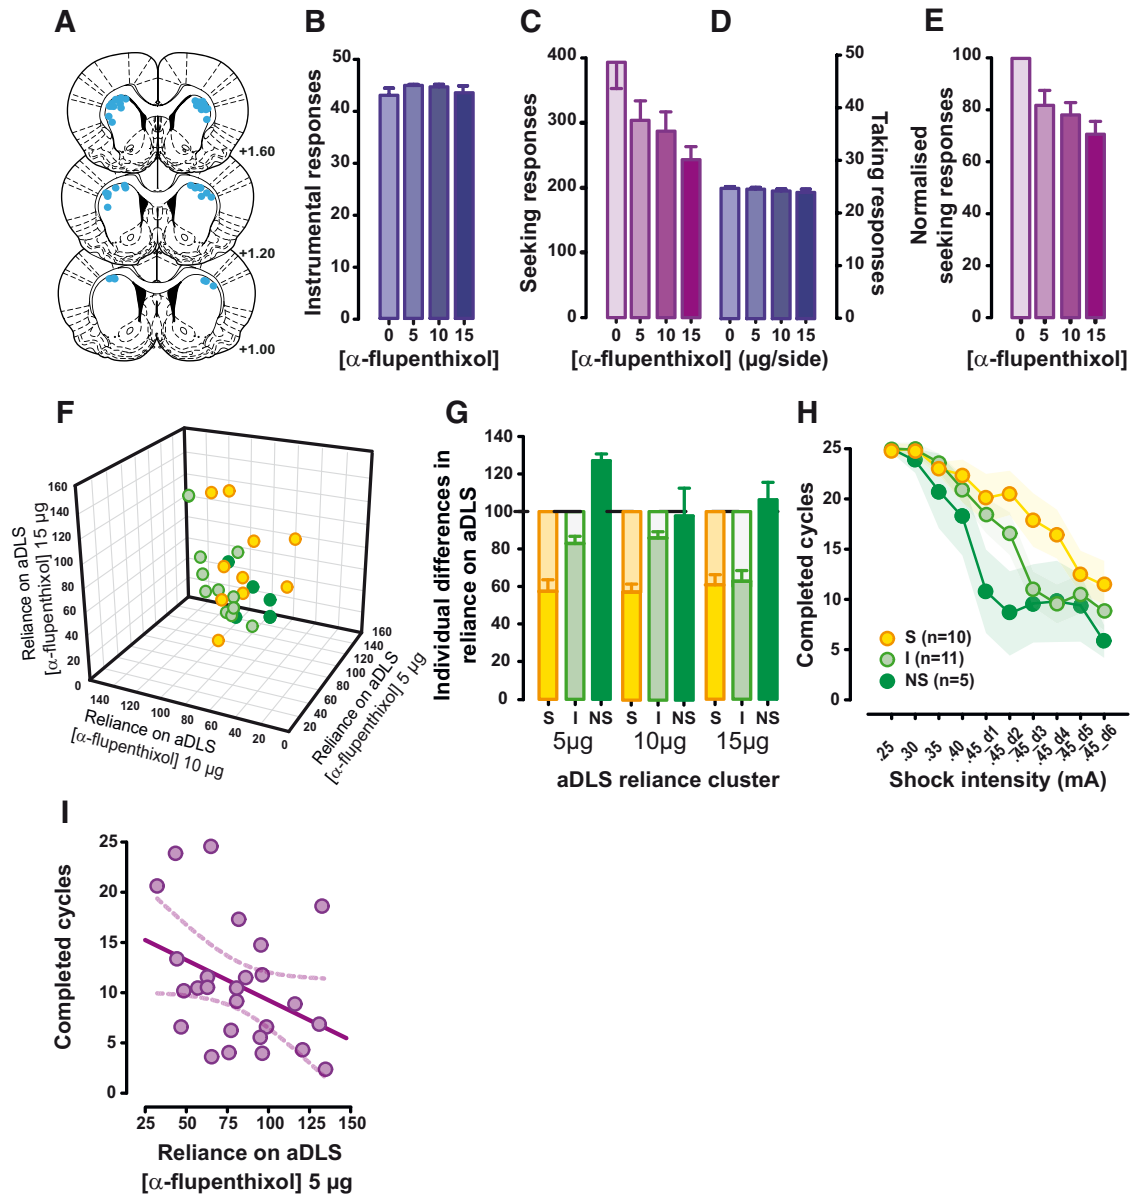 A
+1.60
+1.20
+1.00
B
Instrumental responses
50
40
30
20
10
0
0 5 10 15
[α-flupenthixol]
C
Seeking responses
400
300
200
100
0
0 5 10 15
[α-flupenthixol] (µg/side)
D
50
40
30
20
10
0
Taking responses
0 5 10 15
E
Normalised
seeking responses
100
80
60
40
20
0
0 5 10 15
[α-flupenthixol]
F
Reliance on aDLS
[α-flupenthixol] 15 µg
160
140
120
100
80
60
40
20
0
140 120 100 80 60 40 20 0
Reliance on aDLS
[α-flupenthixol] 10 µg
20 40 60 80 100 120 140 160
Reliance on aDLS
[α-flupenthixol] 5 µg
G
Individual differences in
reliance on aDLS
140
120
100
80
60
40
20
0
S I NS S I NS S I NS
5µg 10µg 15µg
aDLS reliance cluster
H
Completed cycles
25
20
15
10
5
0
S (n=10)
I (n=11)
NS (n=5)
.25 .30 .35 .40 .45_d1 .45_d2 .45_d3 .45_d4 .45_d5 .45_d6
Shock intensity (mA)
I
Completed cycles
25
20
15
10
5
0
25 50 75 100 125 150
Reliance on aDLS
[α-flupenthixol] 5 µg